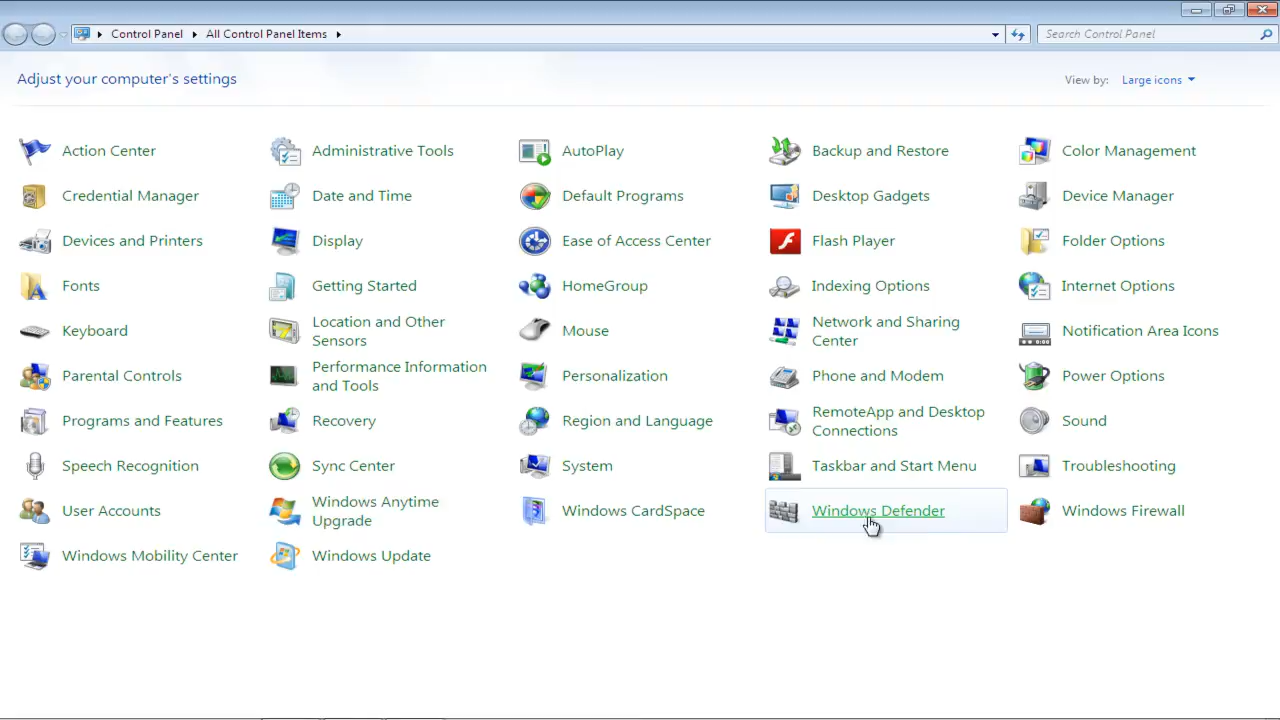 Control Panel
All Control Panel Items
Search Control Panel
Adjust your computer's settings
View by:
Large icons
Action Center
Administrative Tools
AutoPlay
Backup and Restore
Color Management
Credential Manager
Date and Time
Default Programs
Desktop Gadgets
Device Manager
Devices and Printers
Display
Ease of Access Center
Flash Player
Folder Options
Fonts
Getting Started
HomeGroup
Indexing Options
Internet Options
Keyboard
Location and Other
Sensors
Mouse
Network and Sharing
Center
Notification Area Icons
Parental Controls
Performance Information
and Tools
Personalization
Phone and Modem
Power Options
Programs and Features
Recovery
Region and Language
RemoteApp and Desktop
Connections
Sound
Speech Recognition
Sync Center
System
Taskbar and Start Menu
Troubleshooting
User Accounts
Windows Anytime
Upgrade
Windows CardSpace
Windows Defender
Windows Firewall
Windows Mobility Center
Windows Update